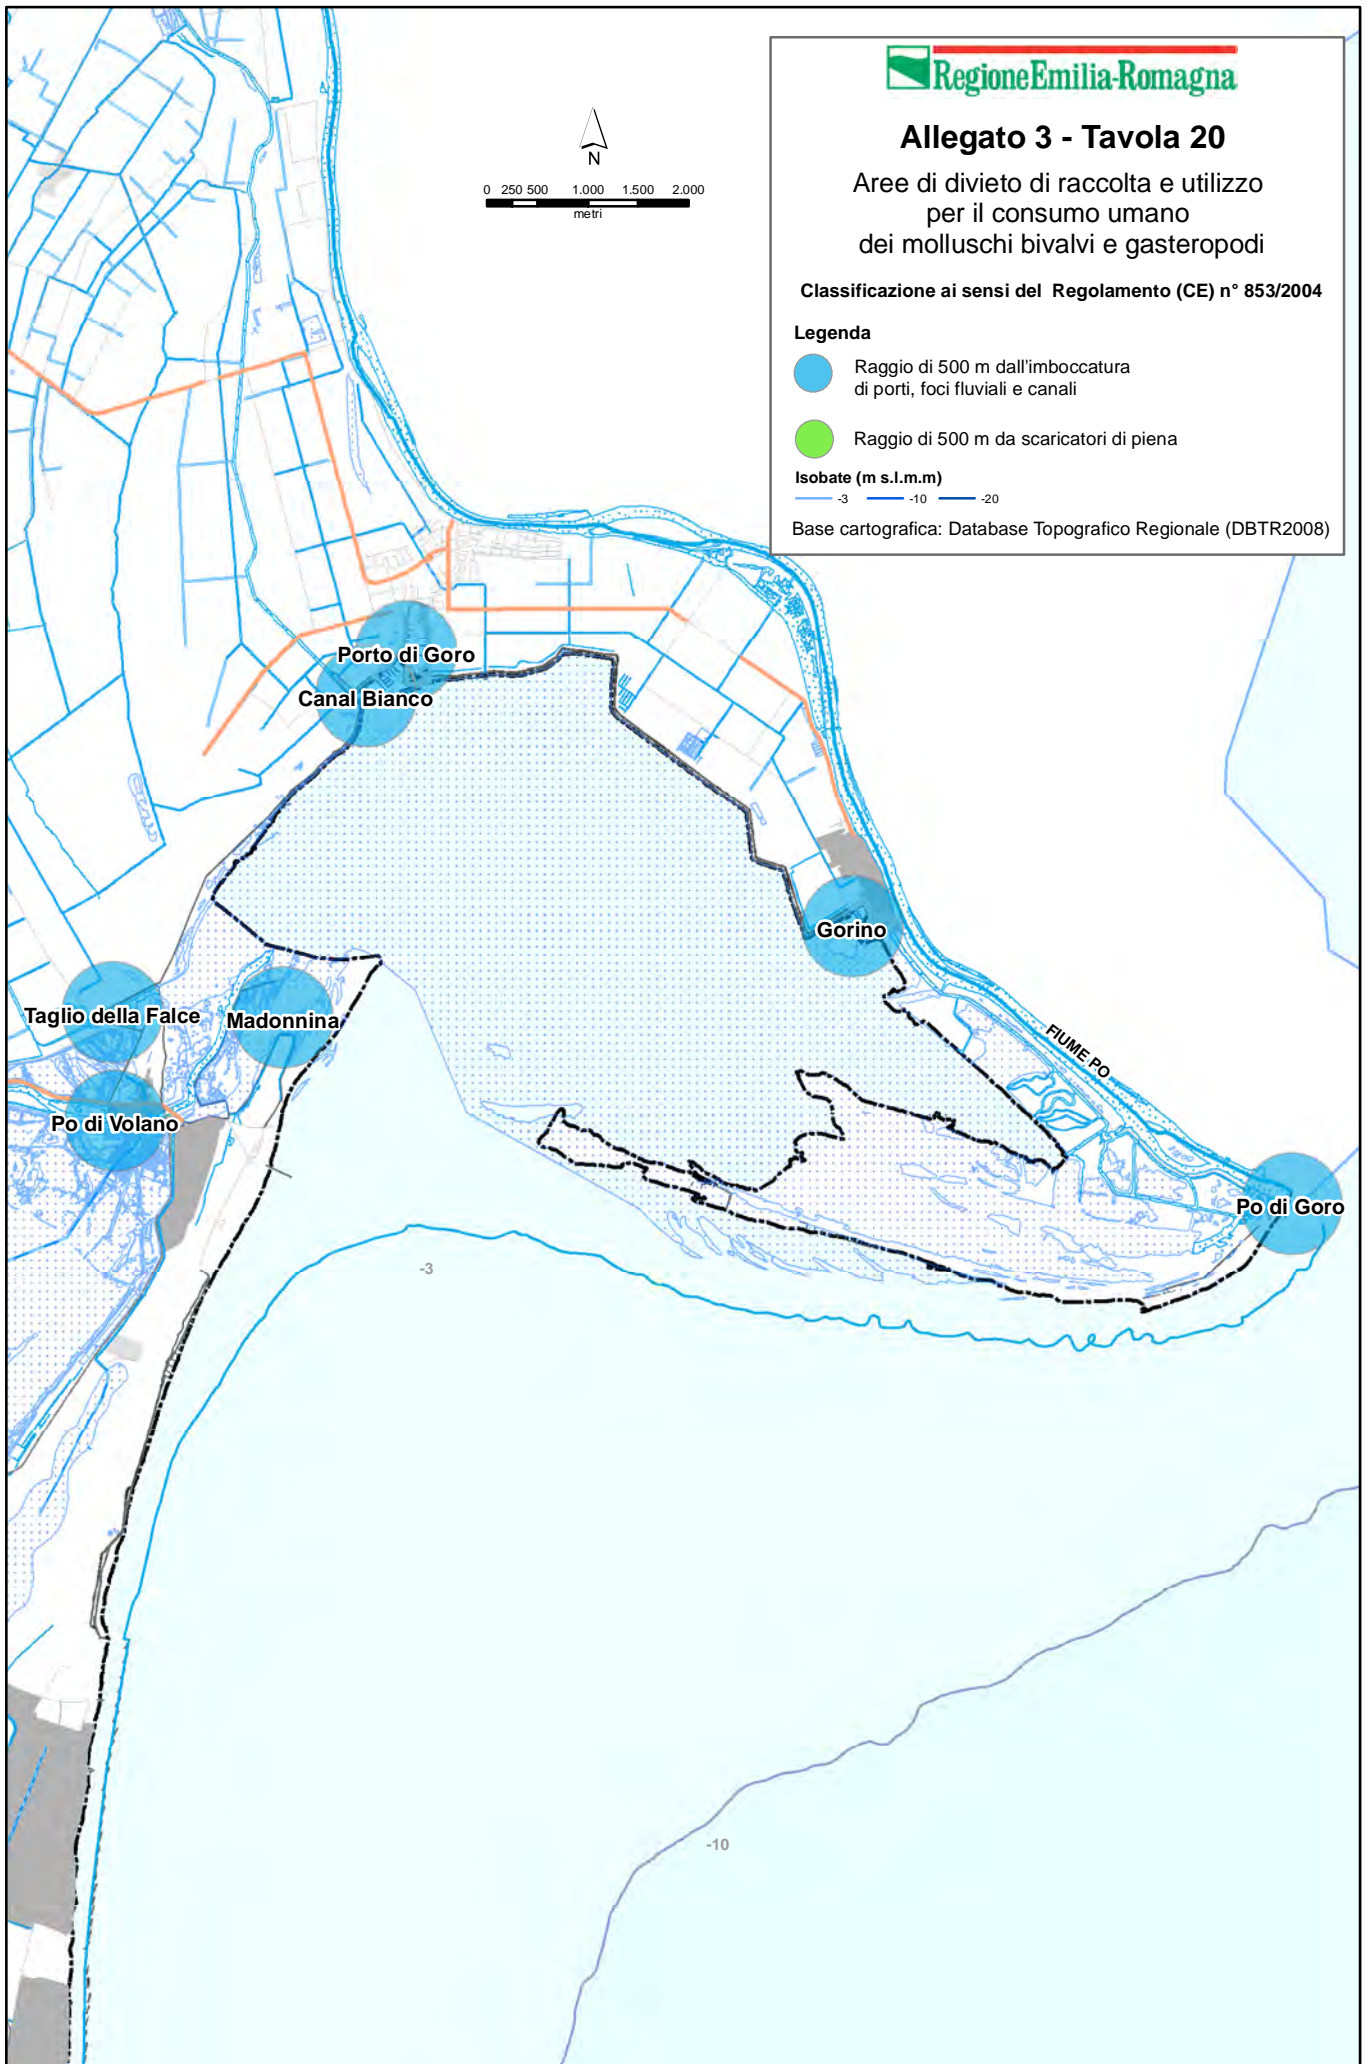 RegioneEmilia-Romagna
Allegato 3 - Tavola 20
Aree di divieto di raccolta e utilizzo
per il consumo umano
dei molluschi bivalvi e gasteropodi
Classificazione ai sensi del Regolamento (CE) n° 853/2004
Legenda
Raggio di 500 m dall'imboccatura
di porti, foci fluviali e canali
Raggio di 500 m da scaricatori di piena
Isobate (m s.l.m.m)
-3 -10 -20
Base cartografica: Database Topografico Regionale (DBTR2008)
N
0 250 500 1.000 1.500 2.000
metri
Porto di Goro
Canal Bianco
Gorino
Taglio della Falce
Madonnina
FIUME PO
Po di Volano
Po di Goro
-3
-10